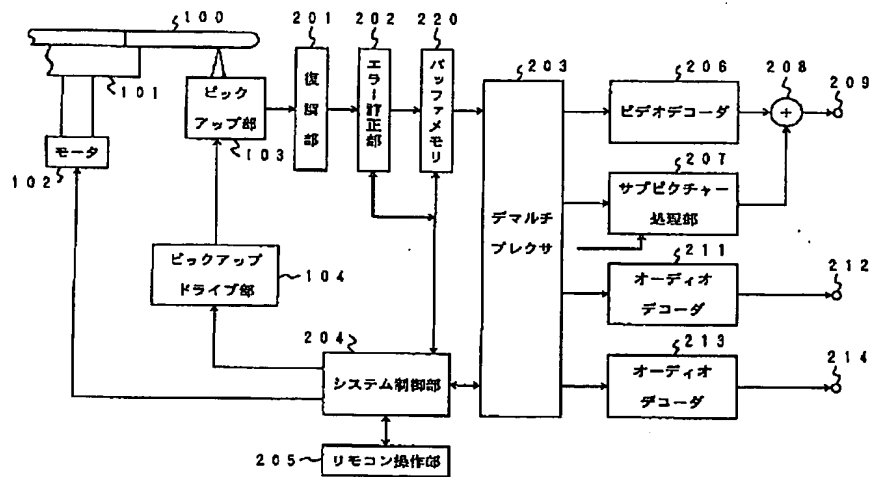 100
201
202
220
203
206
208
209
101
ピック
アップ部
103
復調部
エラー訂正部
バッファメモリ
ビデオデコーダ
+
モータ
102
207
サブピクチャー
処理部
デマルチ
プレクサ
ピックアップ
ドライブ部
104
211
オーディオ
デコーダ
212
204
システム制御部
213
オーディオ
デコーダ
214
205
リモコン操作部